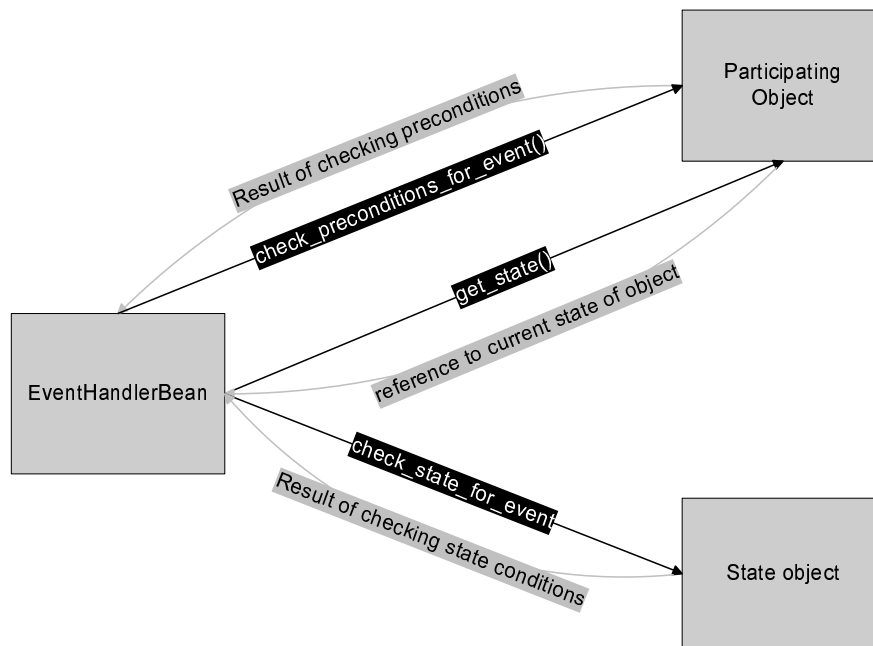 Participating
Object
Result of checking preconditions
check_preconditions_for_event()
get_state()
reference to current state of object
EventHandlerBean
check_state_for_event
Result of checking state conditions
State object